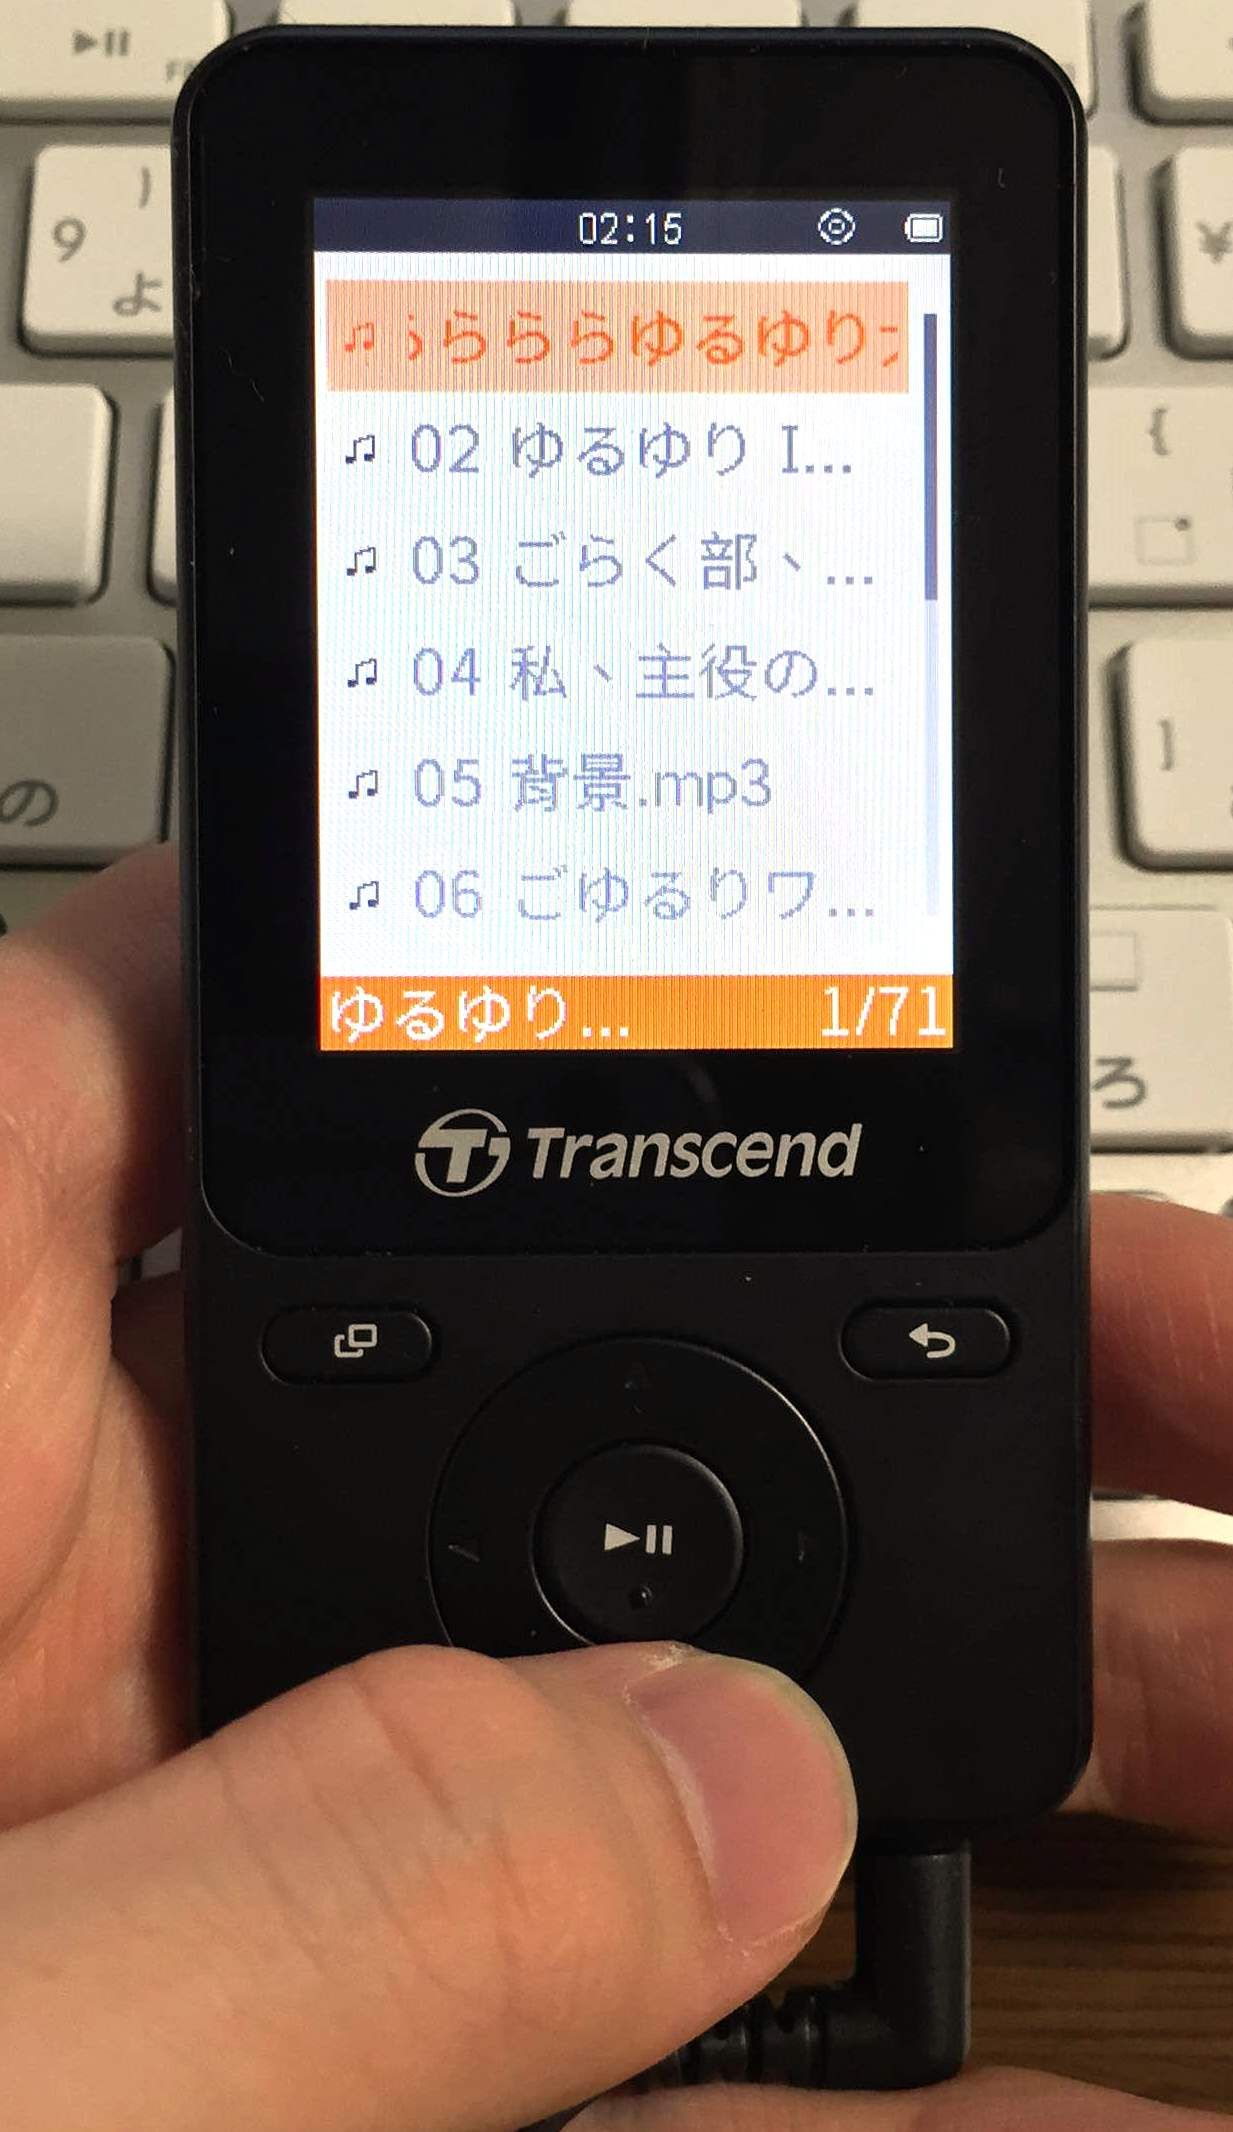 02:15
らららゆるゆり
02 ゆるゆり I...
03 ごらく部、...
04 私、主役の...
05 背景.mp3
06 ごゆるりワ...
ゆるゆり... 1/71
Transcend
)
9
よ
¥
{
]
の
ろ